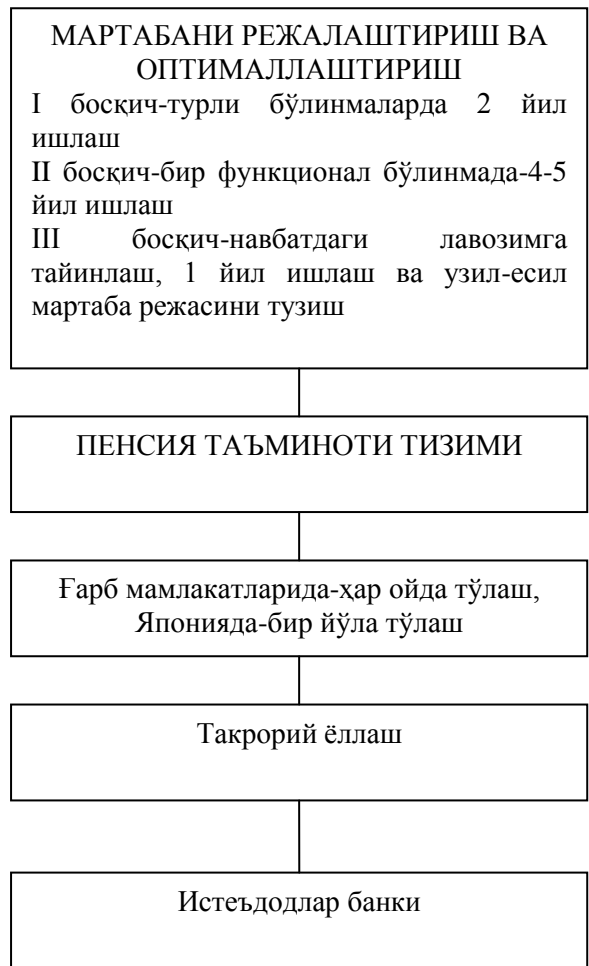 МАРТАБАНИ РЕЖАЛАШТИРИШ ВА
ОПТИМАЛЛАШТИРИШ
I босқич-турли бўлинмаларда 2 йил
ишлаш
II босқич-бир функционал бўлинмада-4-5
йил ишлаш
III босқич-навбатдаги лавозимга
тайинлаш, 1 йил ишлаш ва узил-есил
мартаба режасини тузиш
ПЕНСИЯ ТАЪМИНОТИ ТИЗИМИ
Ғарб мамлакатларида-ҳар ойда тўлаш,
Японияда-бир йўла тўлаш
Такрорий ёллаш
Истеъдодлар банки